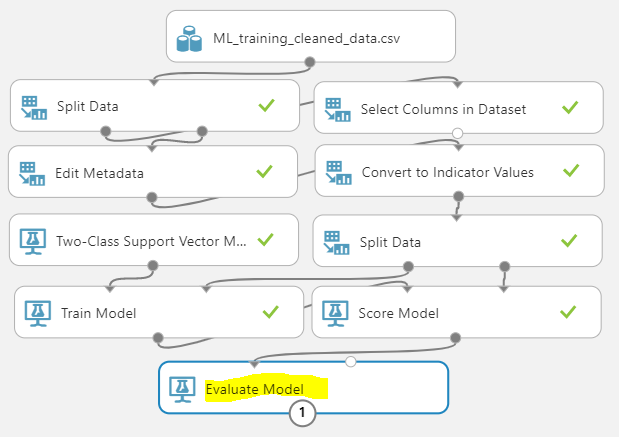 ML_training_cleaned_data.csv
Split Data
Select Columns in Dataset
Edit Metadata
Convert to Indicator Values
Two-Class Support Vector M...
Split Data
Train Model
Score Model
Evaluate Model
1